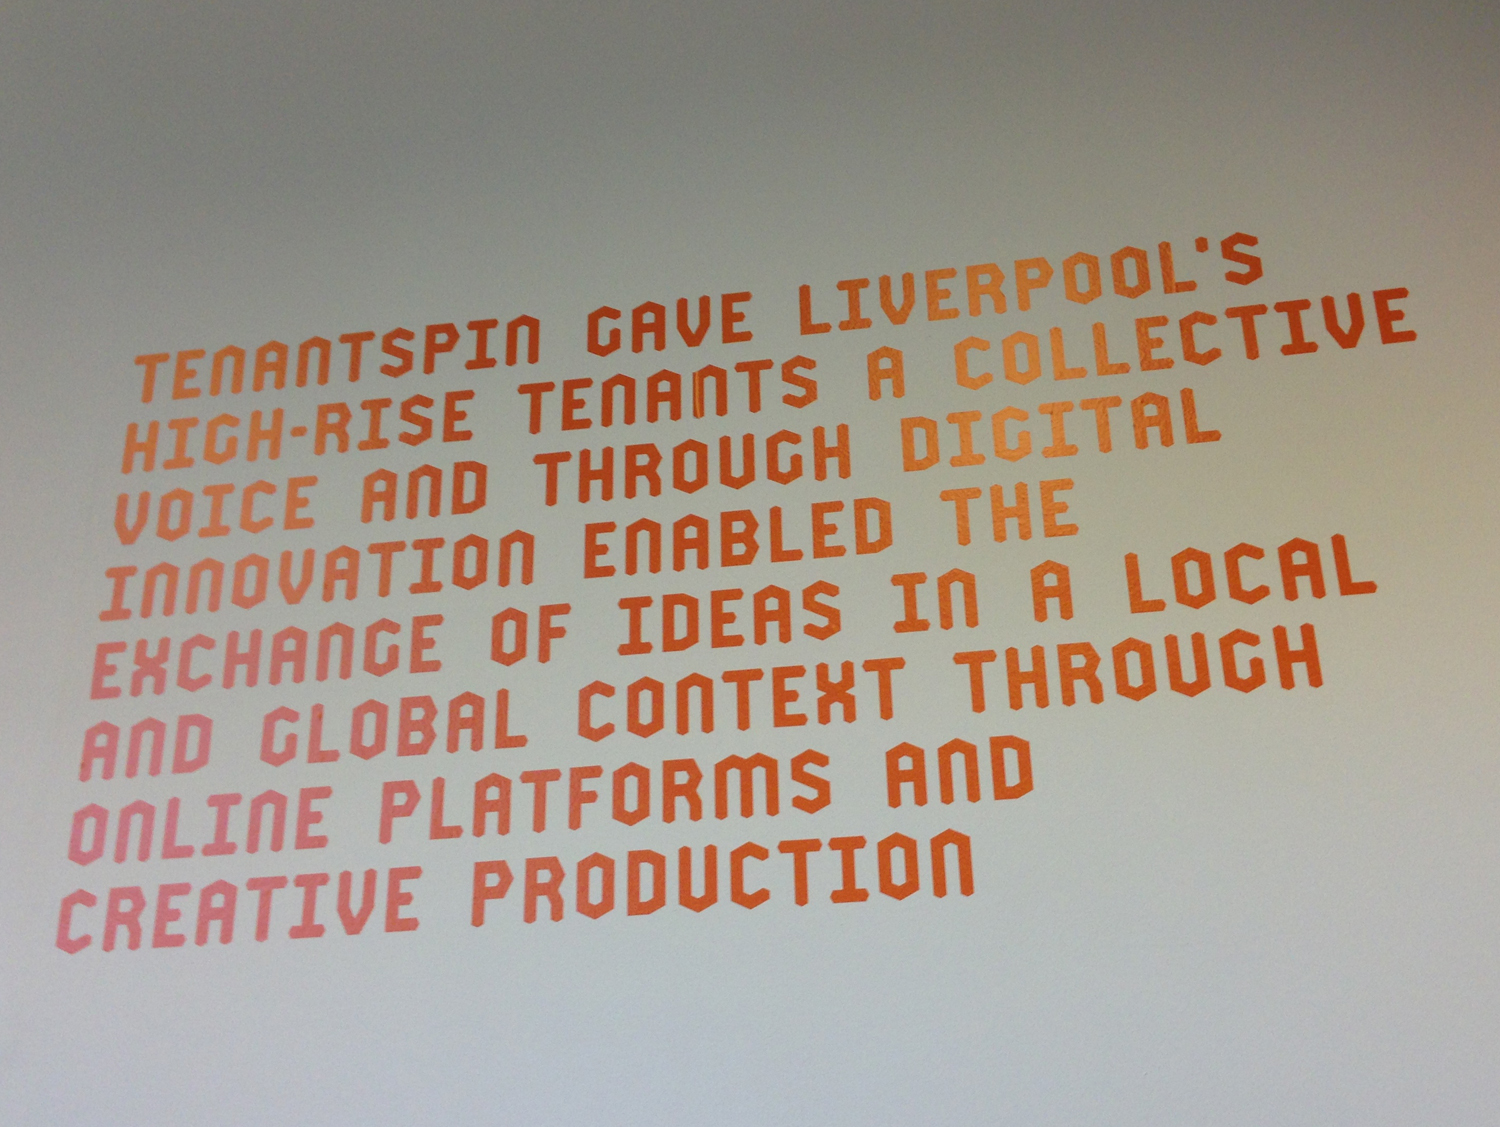 TENANTSPIN GAVE LIVERPOOL'S
HIGH-RISE TENANTS A COLLECTIVE
VOICE AND THROUGH DIGITAL
INNOVATION ENABLED THE
EXCHANGE OF IDEAS IN A LOCAL
AND GLOBAL CONTEXT THROUGH
ONLINE PLATFORMS AND
CREATIVE PRODUCTION